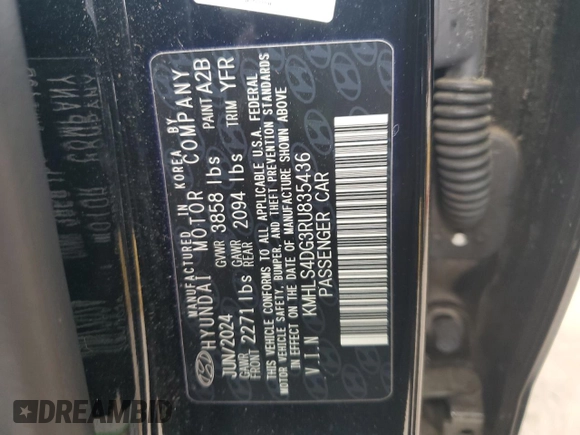 MANUFACTURED IN KOREA BY
HYUNDAI MOTOR COMPANY
JUN/2024 GVWR 3858 lbs PAINT A2B
GAWR FRONT 2271 lbs GAWR REAR 2094 lbs TRIM YFR
THIS VEHICLE CONFORMS TO ALL APPLICABLE U.S.A. FEDERAL
MOTOR VEHICLE SAFETY, BUMPER, AND THEFT PREVENTION STANDARDS
IN EFFECT ON THE DATE OF MANUFACTURE SHOWN ABOVE
V.I.N KMHLS4DG3RU835436
PASSENGER CAR
DREAMBID